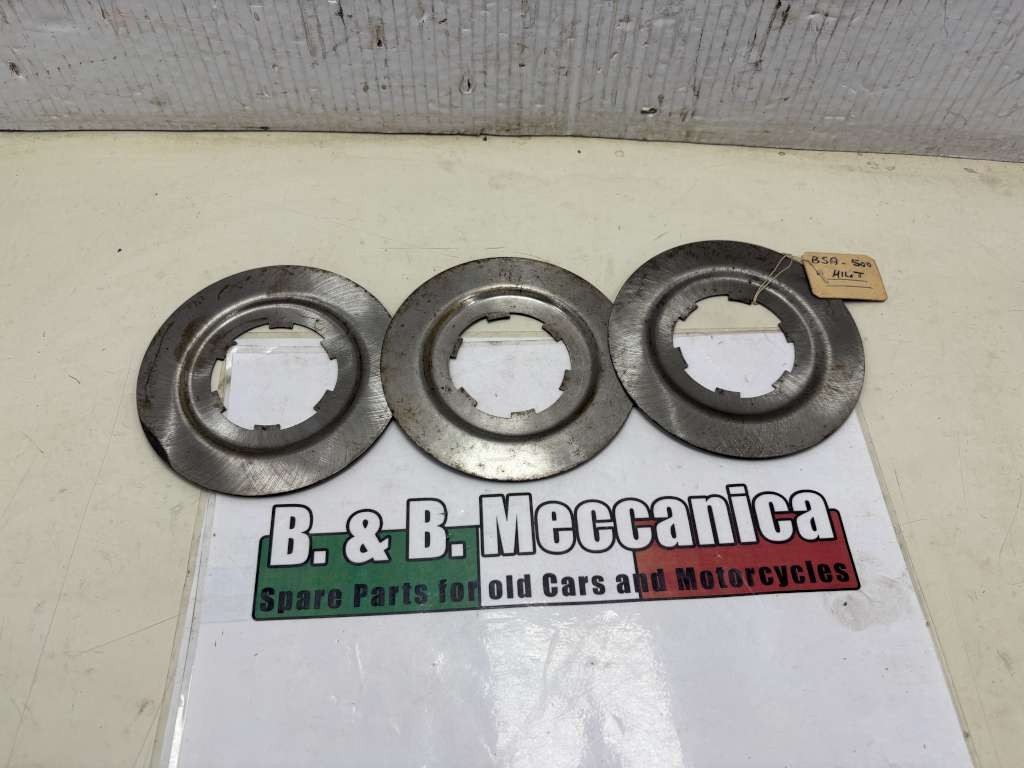 BSA - 500
B. & B. Meccanica
Spare Parts for old Cars and Motorcycles